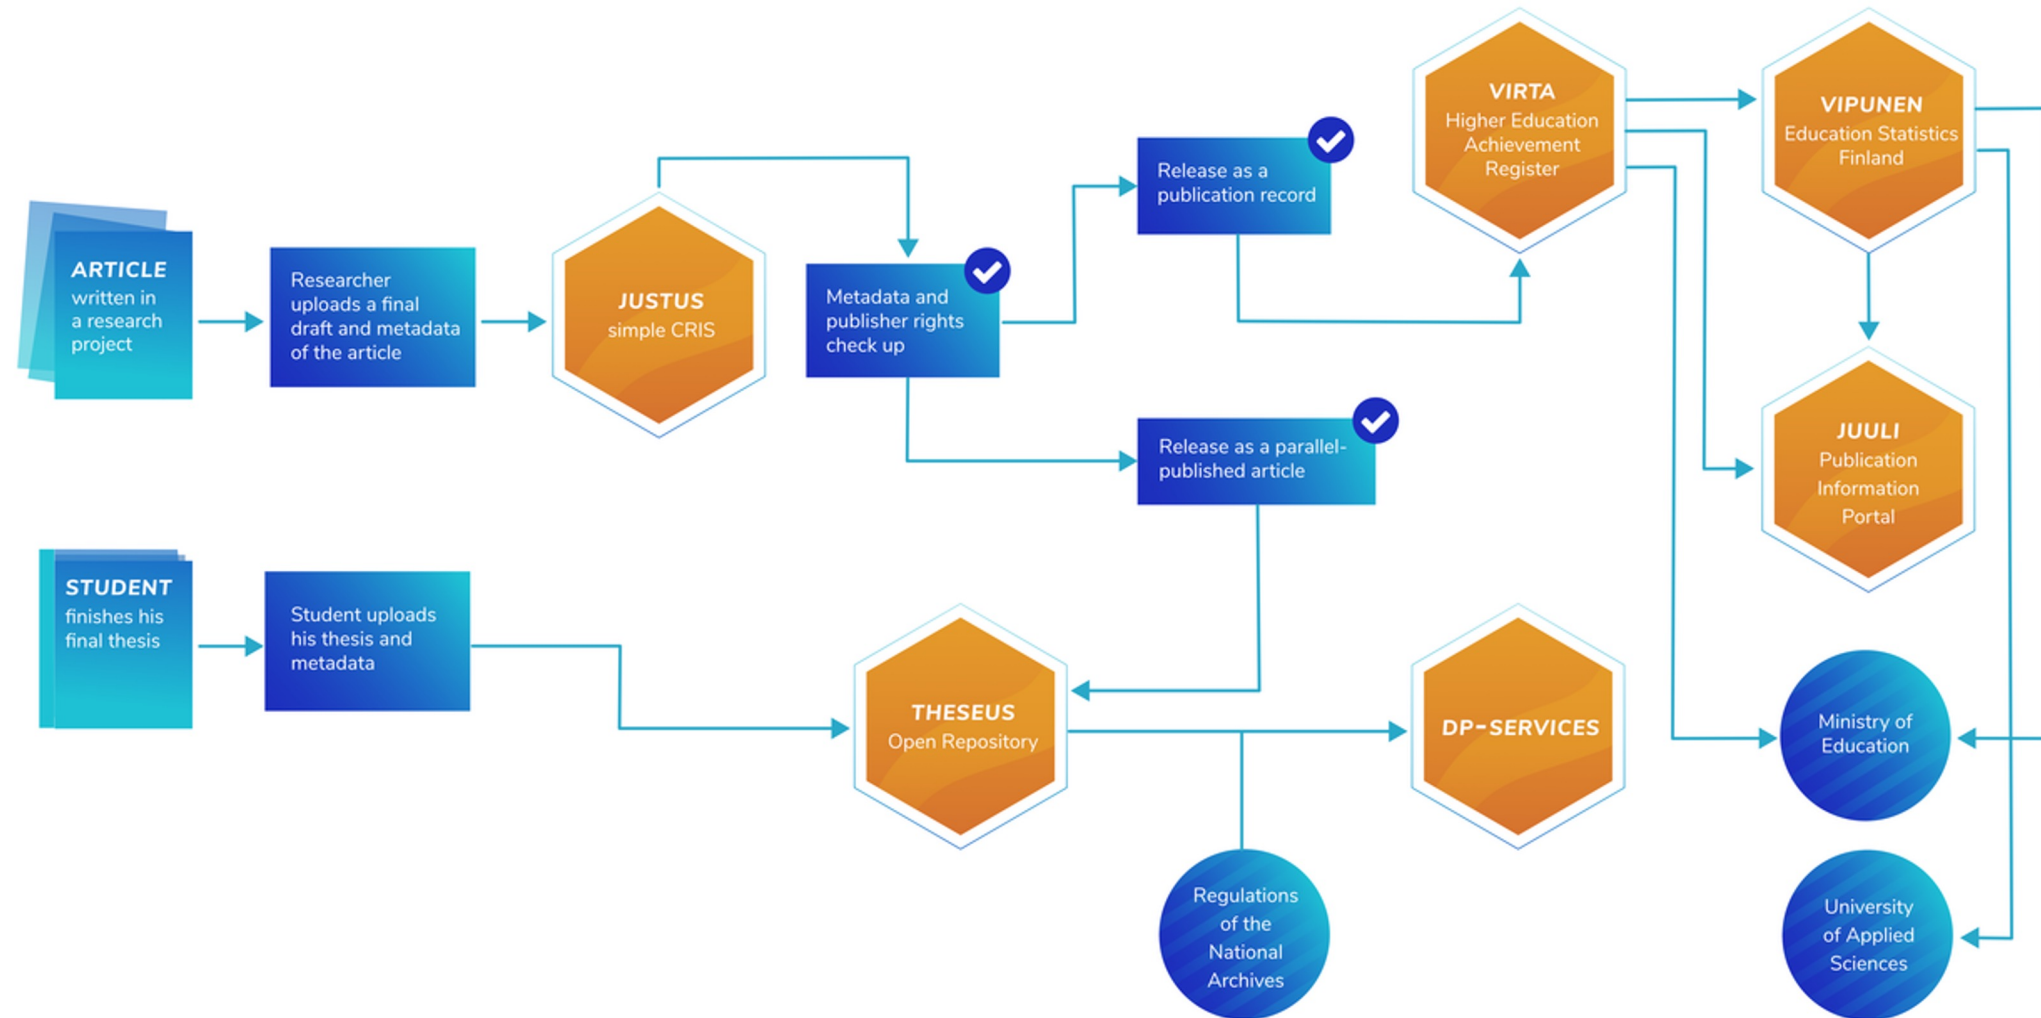 ARTICLE
written in
a research
project
Researcher
uploads a final
draft and metadata
of the article
JUSTUS
simple CRIS
Metadata and
publisher rights
check up
Release as a
publication record
Release as a parallel-
published article
VIRTA
Higher Education
Achievement
Register
VIPUNEN
Education Statistics
Finland
JUULI
Publication
Information
Portal
STUDENT
finishes his
final thesis
Student uploads
his thesis and
metadata
THESEUS
Open Repository
DP-SERVICES
Regulations
of the
National
Archives
Ministry of
Education
University
of Applied
Sciences